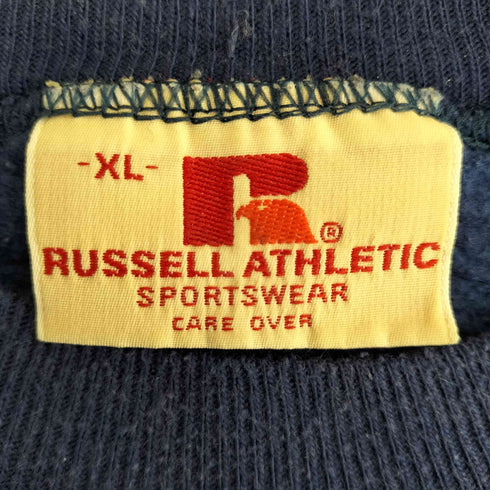 -XL-
R®
RUSSELL ATHLETIC
SPORTSWEAR
CARE OVER